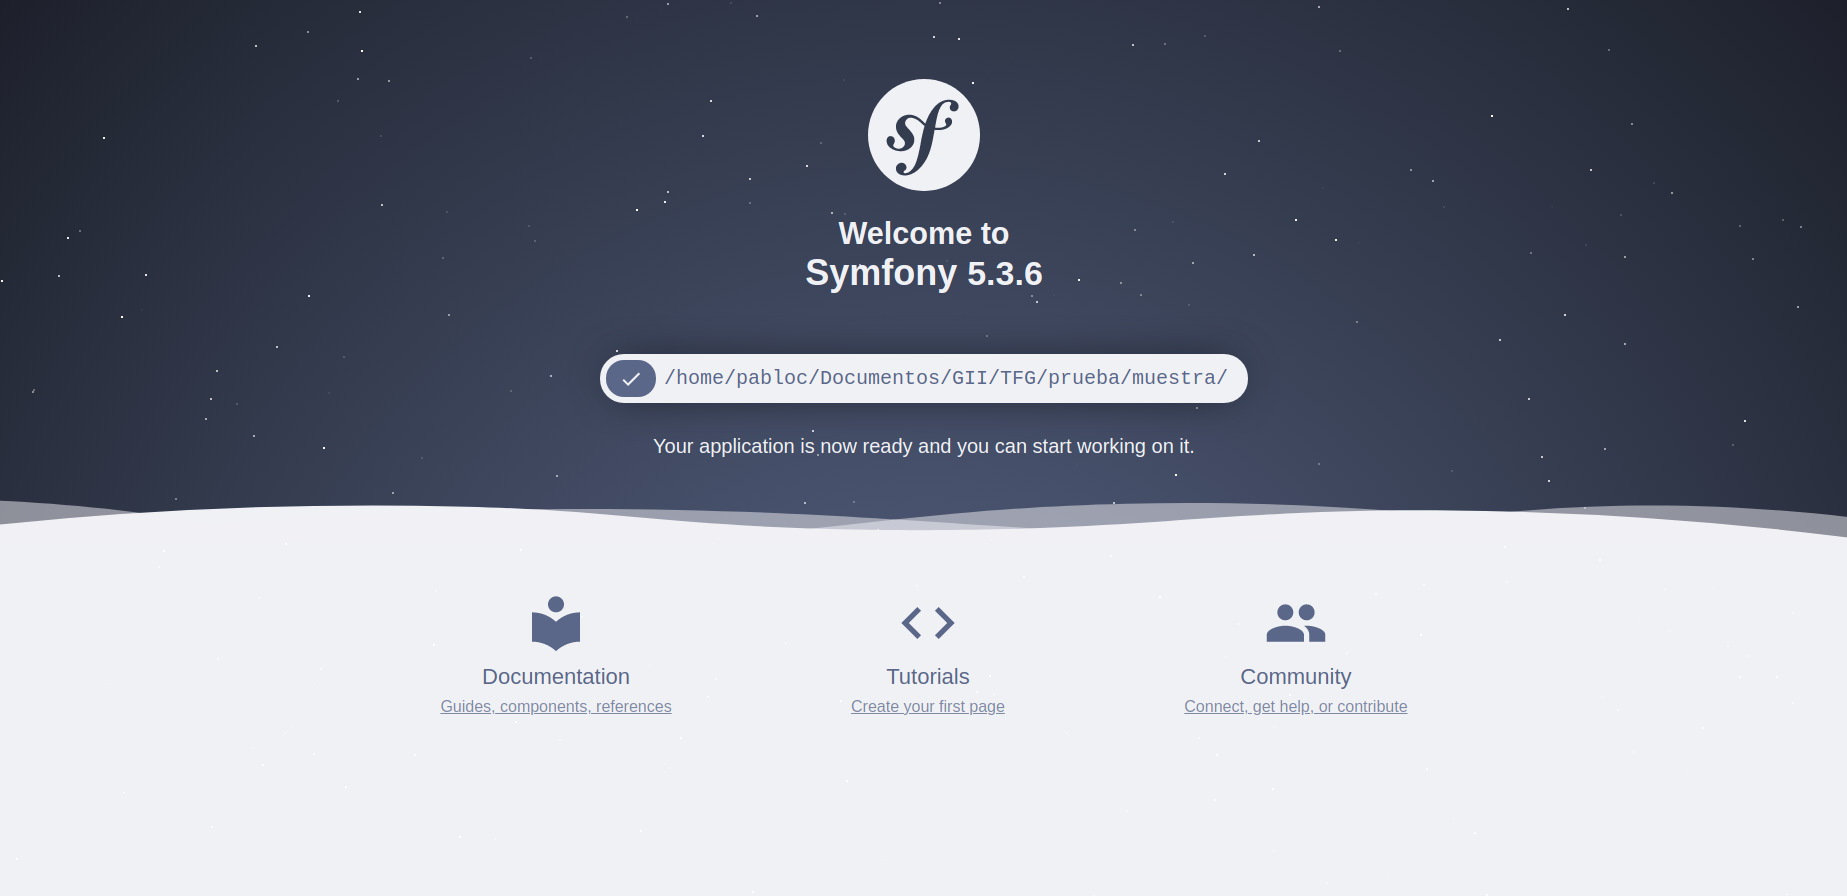 sf
Welcome to
Symfony 5.3.6
/home/pabloc/Documentos/GII/TFG/prueba/muestra/
Your application is now ready and you can start working on it.
Documentation
Guides, components, references
Tutorials
Create your first page
Community
Connect, get help, or contribute